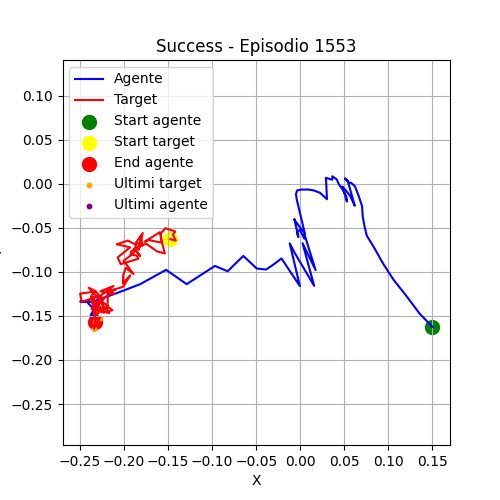 Success - Episodio 1553
Agente
Target
Start agente
Start target
End agente
Ultimi target
Ultimi agente
0.10
0.05
0.00
−0.05
−0.10
−0.15
−0.20
−0.25
−0.25 −0.20 −0.15 −0.10 −0.05 0.00 0.05 0.10 0.15
X